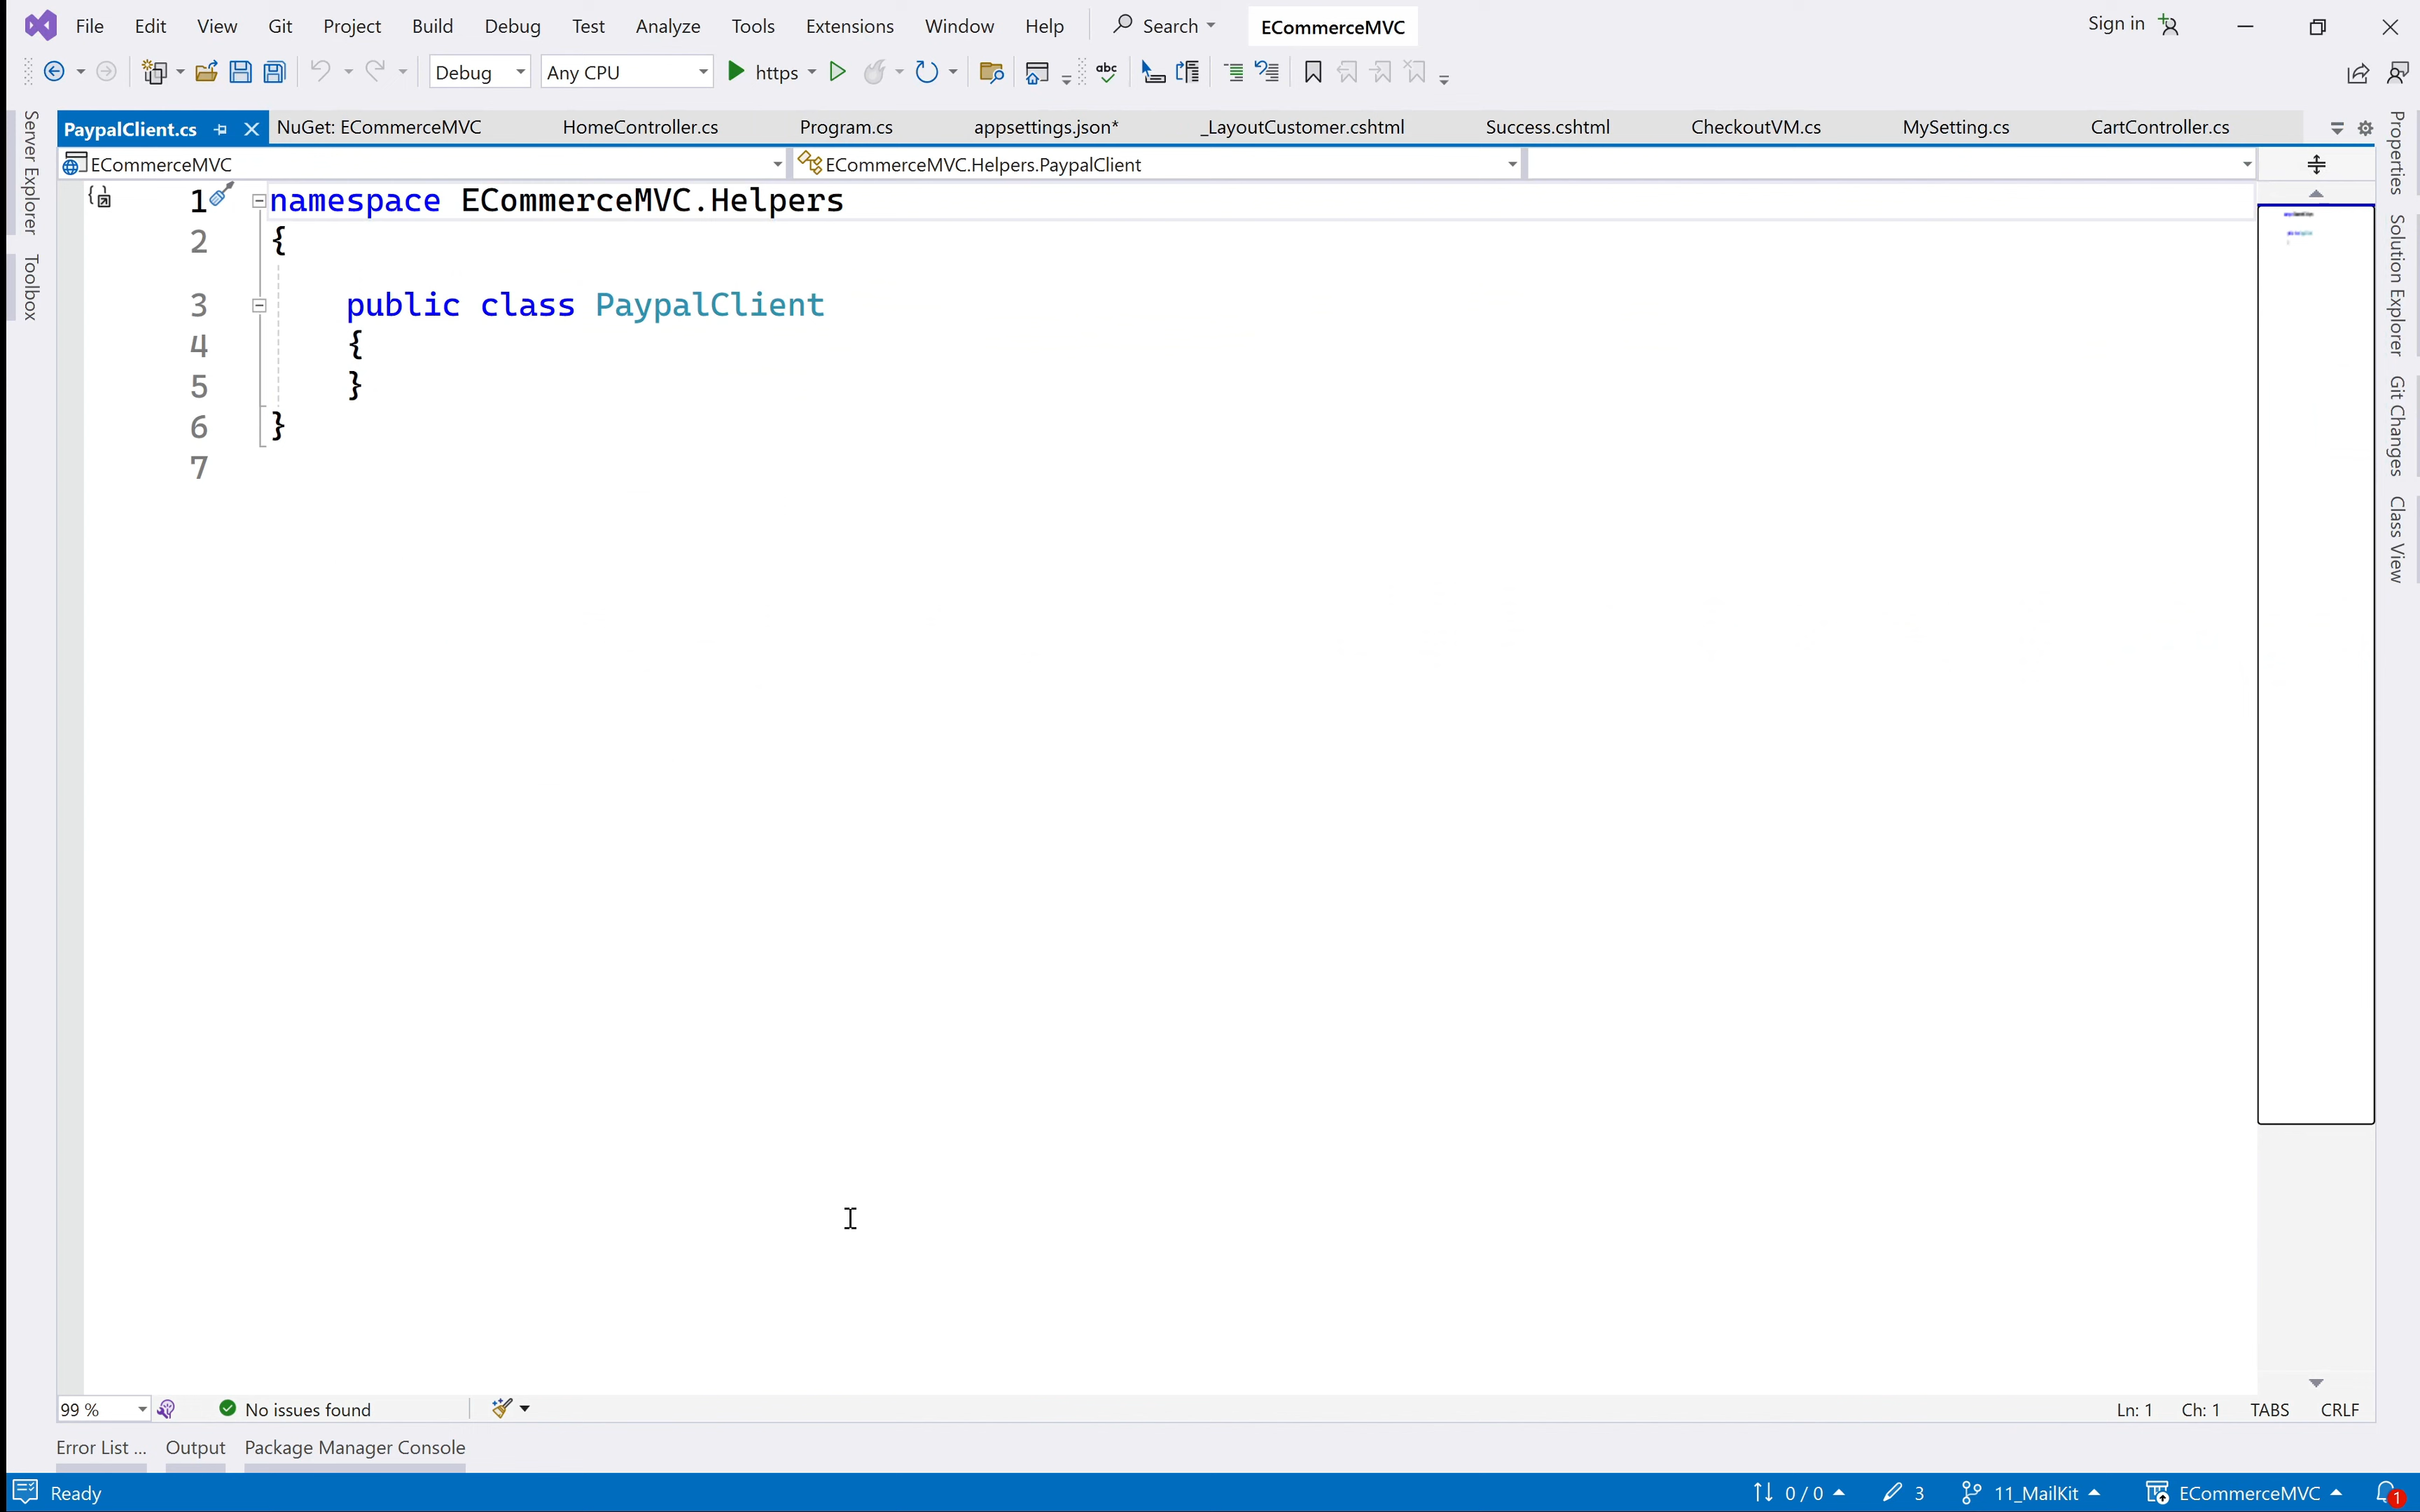 File Edit View Git Project Build Debug Test Analyze Tools Extensions Window Help Search ECommerceMVC Sign in
Debug Any CPU https abc
PaypalClient.cs NuGet: ECommerceMVC HomeController.cs Program.cs appsettings.json* _LayoutCustomer.cshtml Success.cshtml CheckoutVM.cs MySetting.cs CartController.cs
ECommerceMVC ECommerceMVC.Helpers.PaypalClient
Server Explorer
Toolbox
1 namespace ECommerceMVC.Helpers
2 {
3 public class PaypalClient
4 {
5 }
6 }
7
Properties
Solution Explorer
Git Changes
Class View
99 % No issues found Ln: 1 Ch: 1 TABS CRLF
Error List ... Output Package Manager Console
Ready 0 / 0 3 11_MailKit ECommerceMVC 1